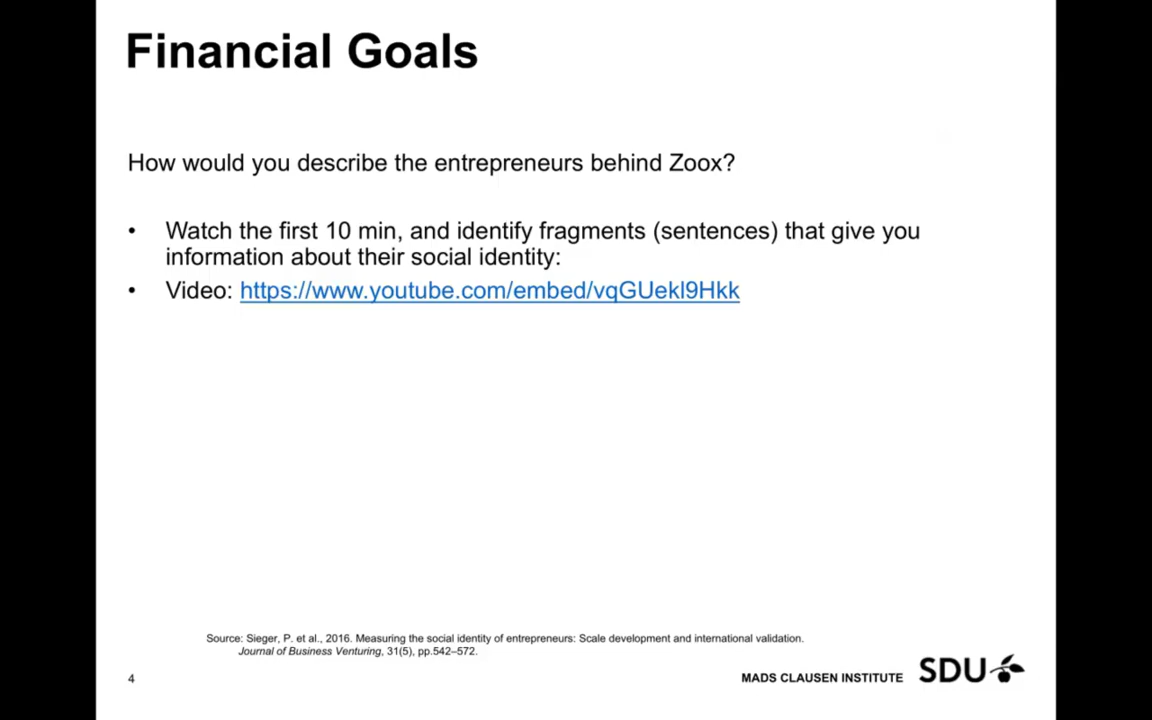 Financial Goals
How would you describe the entrepreneurs behind Zoox?
• Watch the first 10 min, and identify fragments (sentences) that give you
information about their social identity:
• Video: https://www.youtube.com/embed/vqGUekl9Hkk
Source: Sieger, P. et al., 2016. Measuring the social identity of entrepreneurs: Scale development and international validation.
Journal of Business Venturing, 31(5), pp.542–572.
4
MADS CLAUSEN INSTITUTE
SDU